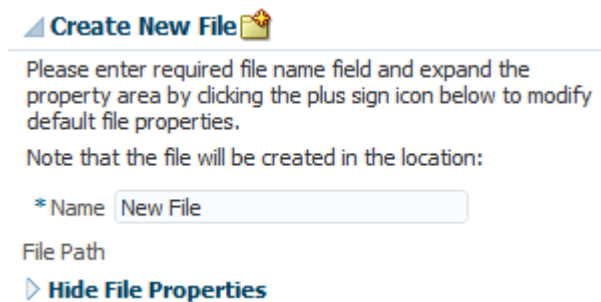 Create New File
Please enter required file name field and expand the
property area by clicking the plus sign icon below to modify
default file properties.
Note that the file will be created in the location:
* Name New File
File Path
Hide File Properties